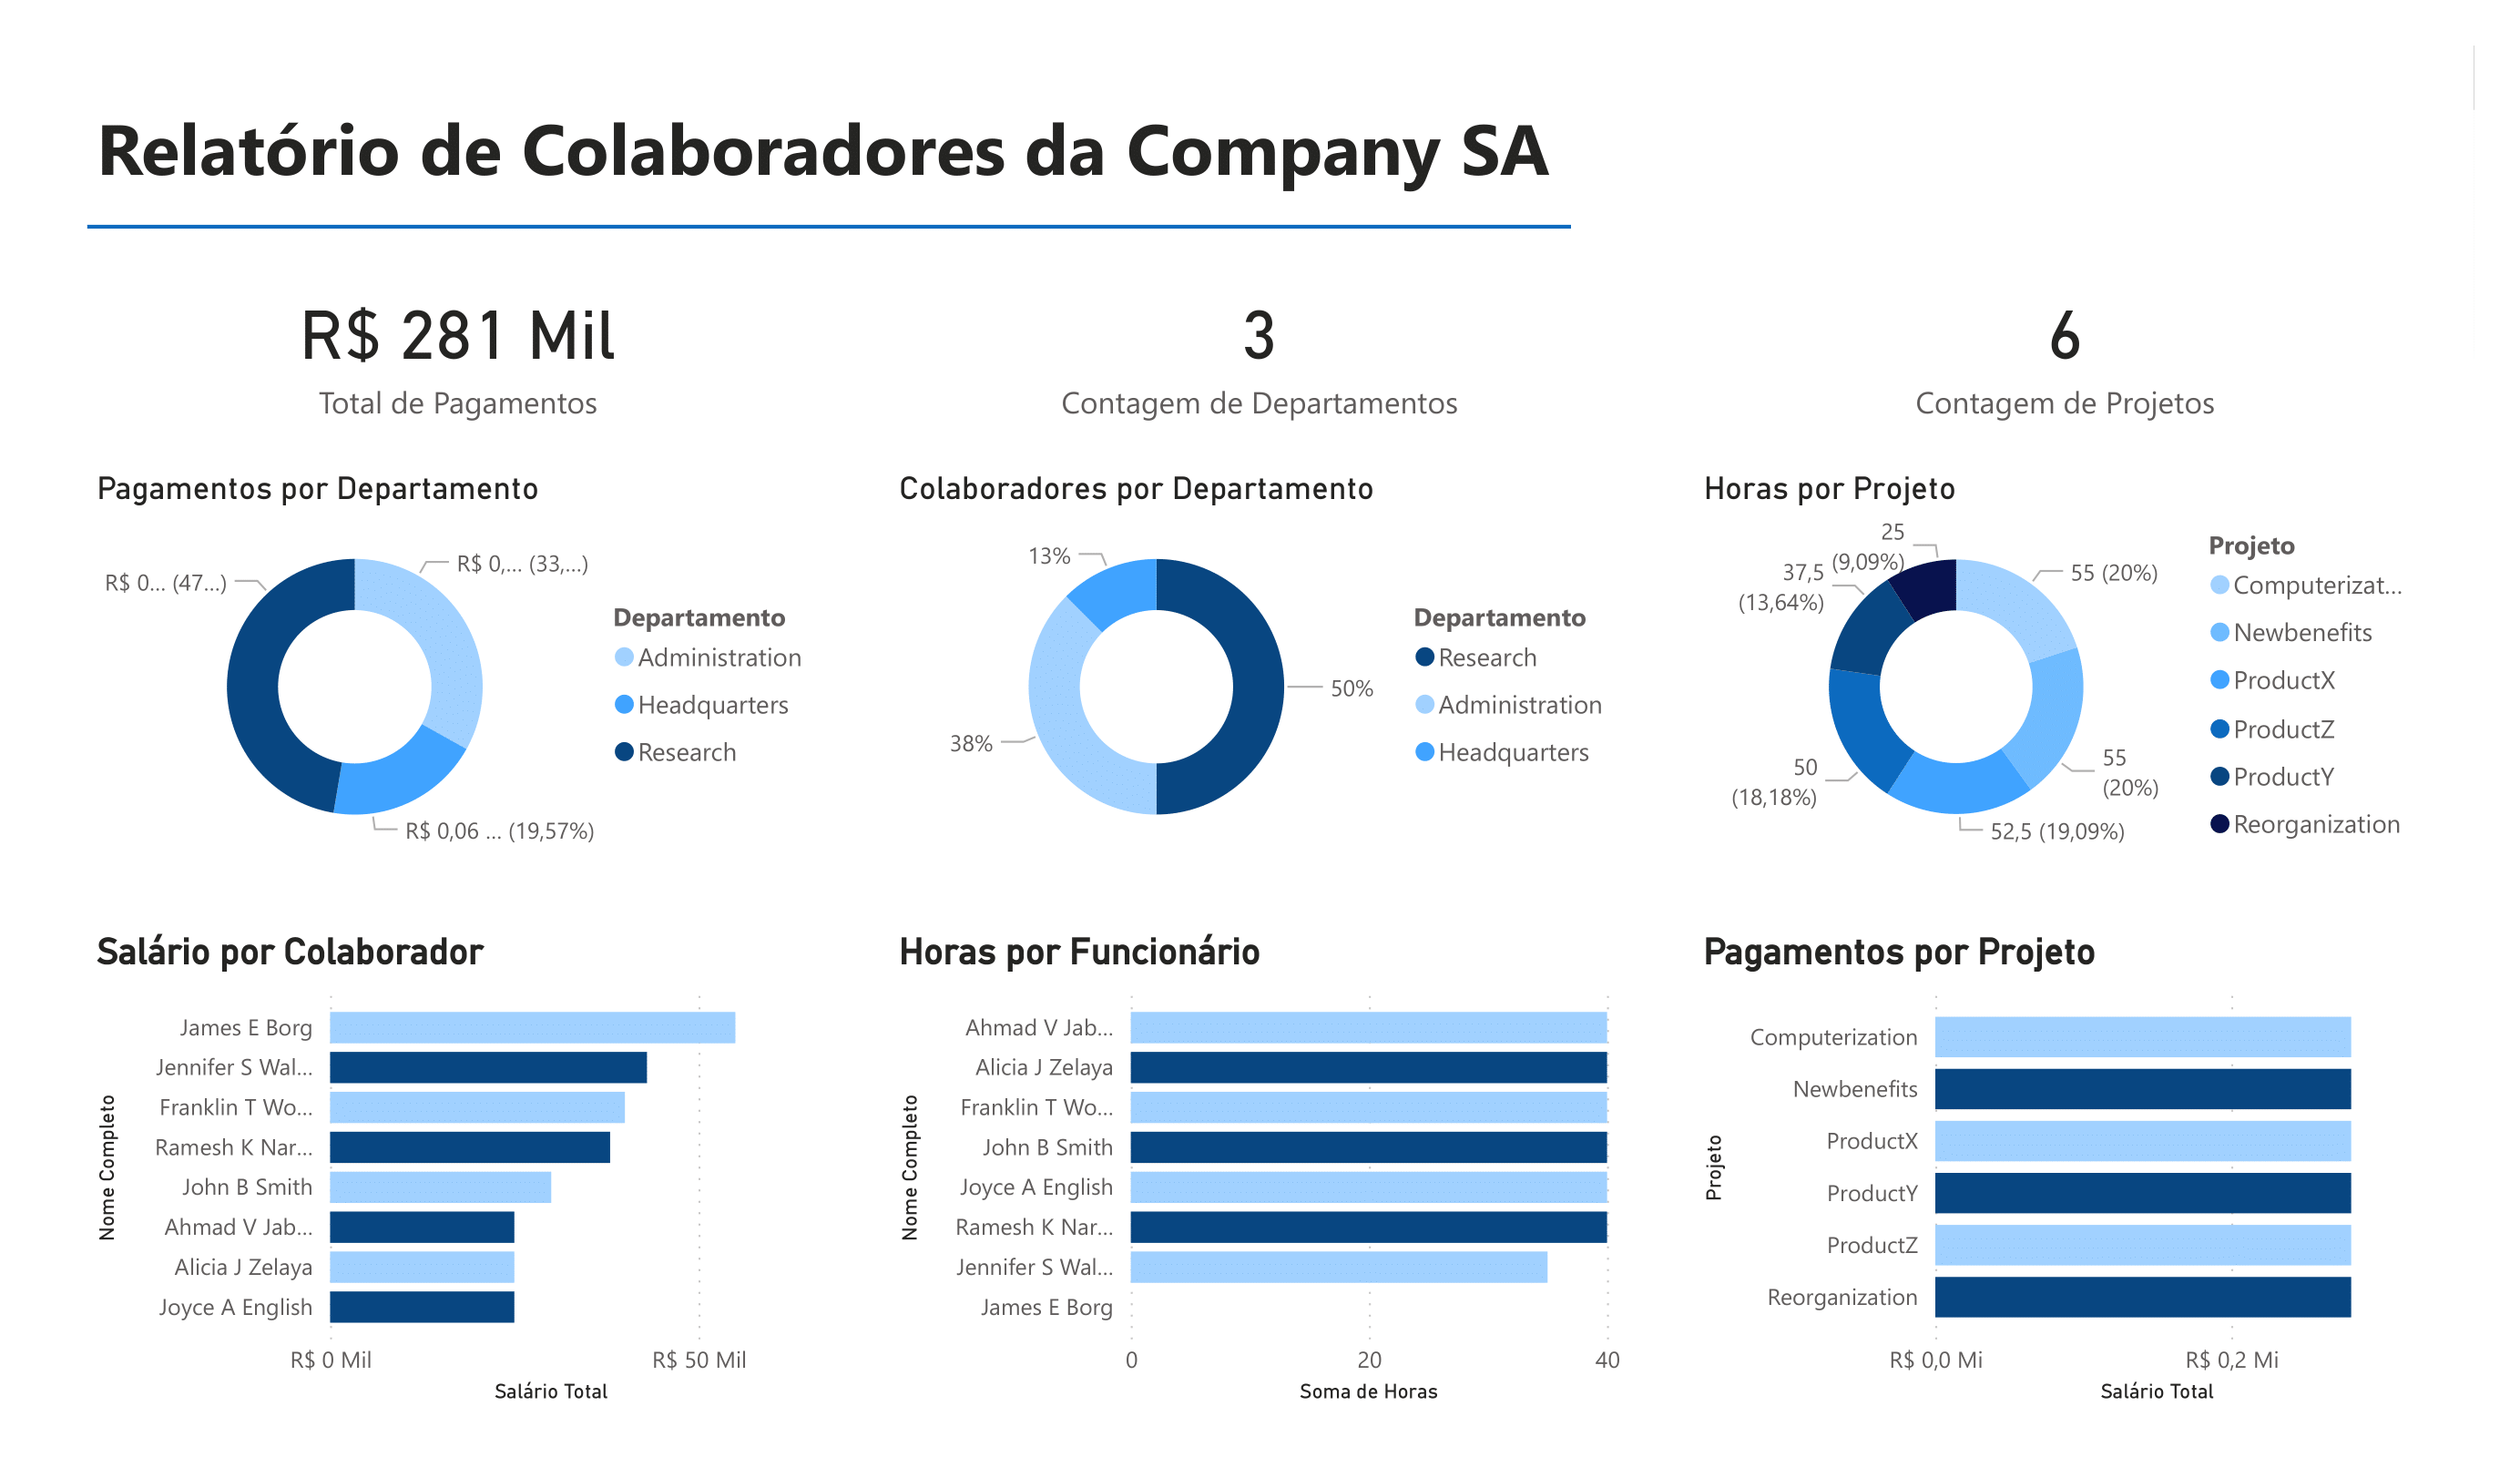 Relatório de Colaboradores da Company SA
R$ 281 Mil
Total de Pagamentos
3
Contagem de Departamentos
6
Contagem de Projetos
Pagamentos por Departamento
R$ 0,... (33,...)
R$ 0... (47...)
R$ 0,06 ... (19,57%)
Departamento
Administration
Headquarters
Research
Colaboradores por Departamento
13%
50%
38%
Departamento
Research
Administration
Headquarters
Horas por Projeto
25
(9,09%)
37,5
(13,64%)
55 (20%)
50
(18,18%)
55
(20%)
52,5 (19,09%)
Projeto
Computerizat...
Newbenefits
ProductX
ProductZ
ProductY
Reorganization
Salário por Colaborador
Nome Completo
James E Borg
Jennifer S Wal...
Franklin T Wo...
Ramesh K Nar...
John B Smith
Ahmad V Jab...
Alicia J Zelaya
Joyce A English
R$ 0 Mil
R$ 50 Mil
Salário Total
Horas por Funcionário
Nome Completo
Ahmad V Jab...
Alicia J Zelaya
Franklin T Wo...
John B Smith
Joyce A English
Ramesh K Nar...
Jennifer S Wal...
James E Borg
0
20
40
Soma de Horas
Pagamentos por Projeto
Projeto
Computerization
Newbenefits
ProductX
ProductY
ProductZ
Reorganization
R$ 0,0 Mi
R$ 0,2 Mi
Salário Total